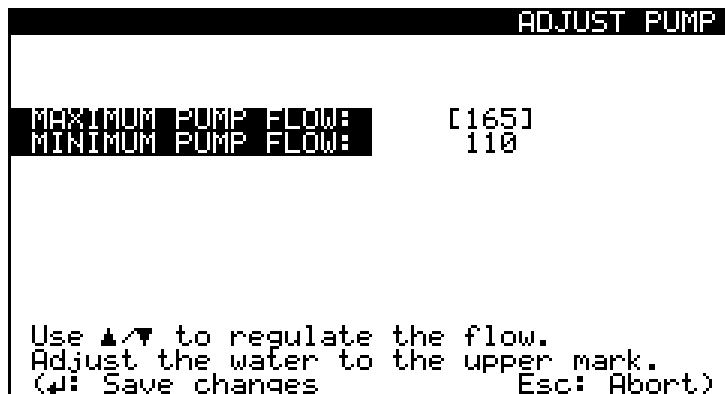 ADJUST PUMP
MAXIMUM PUMP FLOW: [165]
MINIMUM PUMP FLOW: 110
Use ▲/▼ to regulate the flow.
Adjust the water to the upper mark.
(↲: Save changes Esc: Abort)